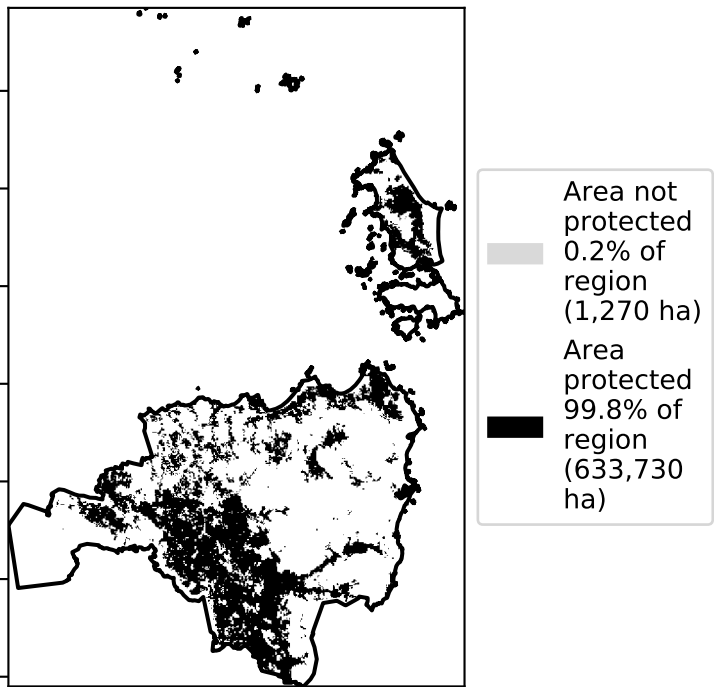 Area not
protected
0.2% of
region
(1,270 ha)
Area
protected
99.8% of
region
(633,730
ha)